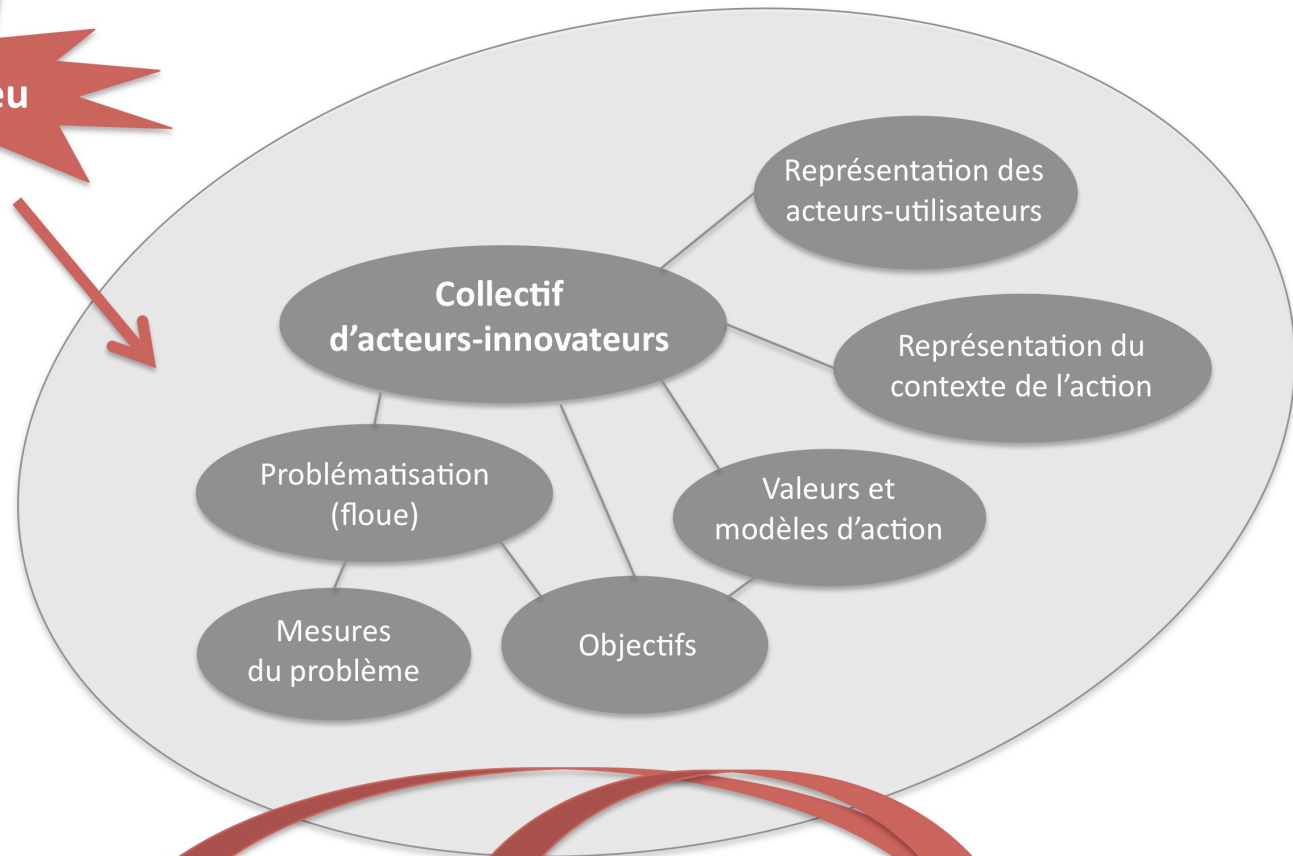 Représentation des
acteurs-utilisateurs
Collectif
d’acteurs-innovateurs
Représentation du
contexte de l’action
Problématisation
(floue)
Valeurs et
modèles d’action
Mesures
du problème
Objectifs